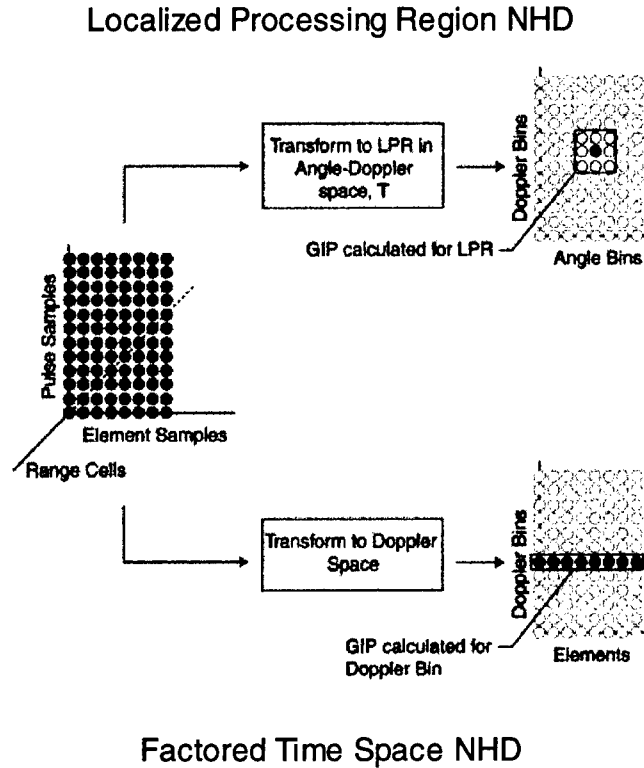 Localized Processing Region NHD
Transform to LPR in
Angle-Doppler
space, T
Doppler Bins
GIP calculated for LPR
Angle Bins
Pulse Samples
Element Samples
Range Cells
Transform to Doppler
Space
Doppler Bins
GIP calculated for
Doppler Bin
Elements
Factored Time Space NHD